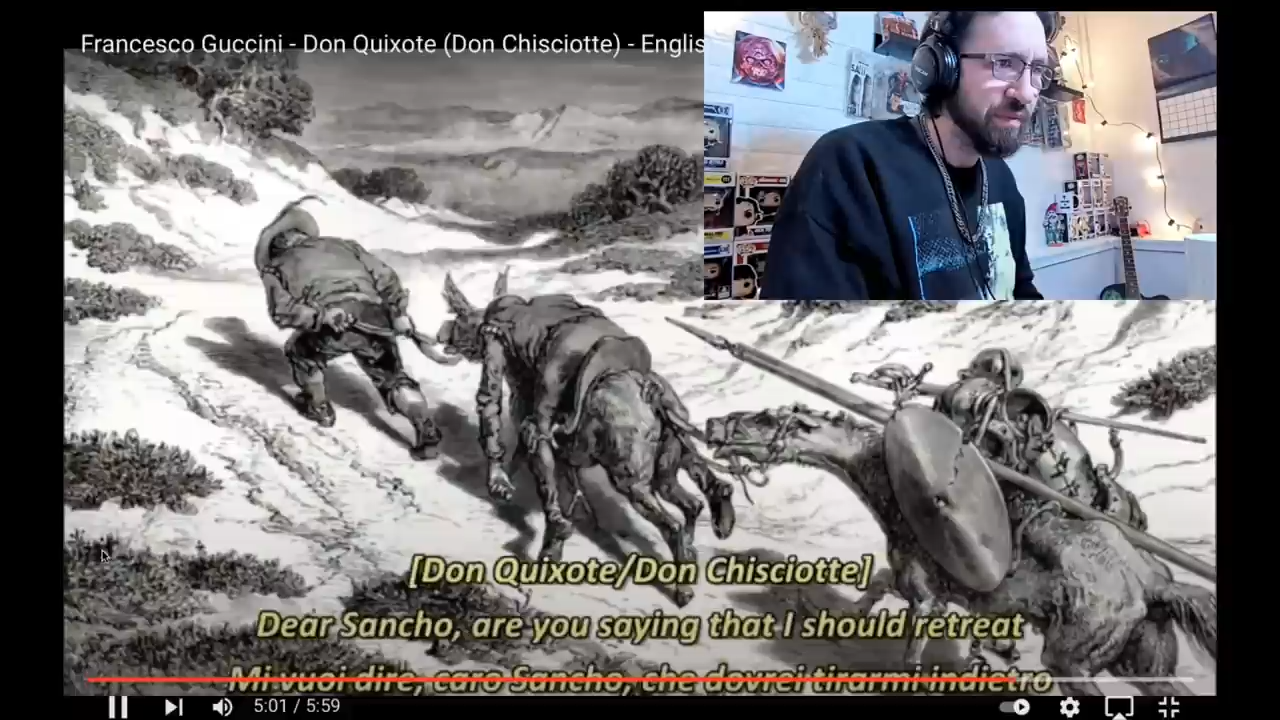 Francesco Guccini - Don Quixote (Don Chisciotte) - Englis
[Don Quixote/Don Chisciotte]
Dear Sancho, are you saying that I should retreat
Mi vuoi dire, caro Sancho, che dovrei tirarmi indietro
5:01 / 5:59